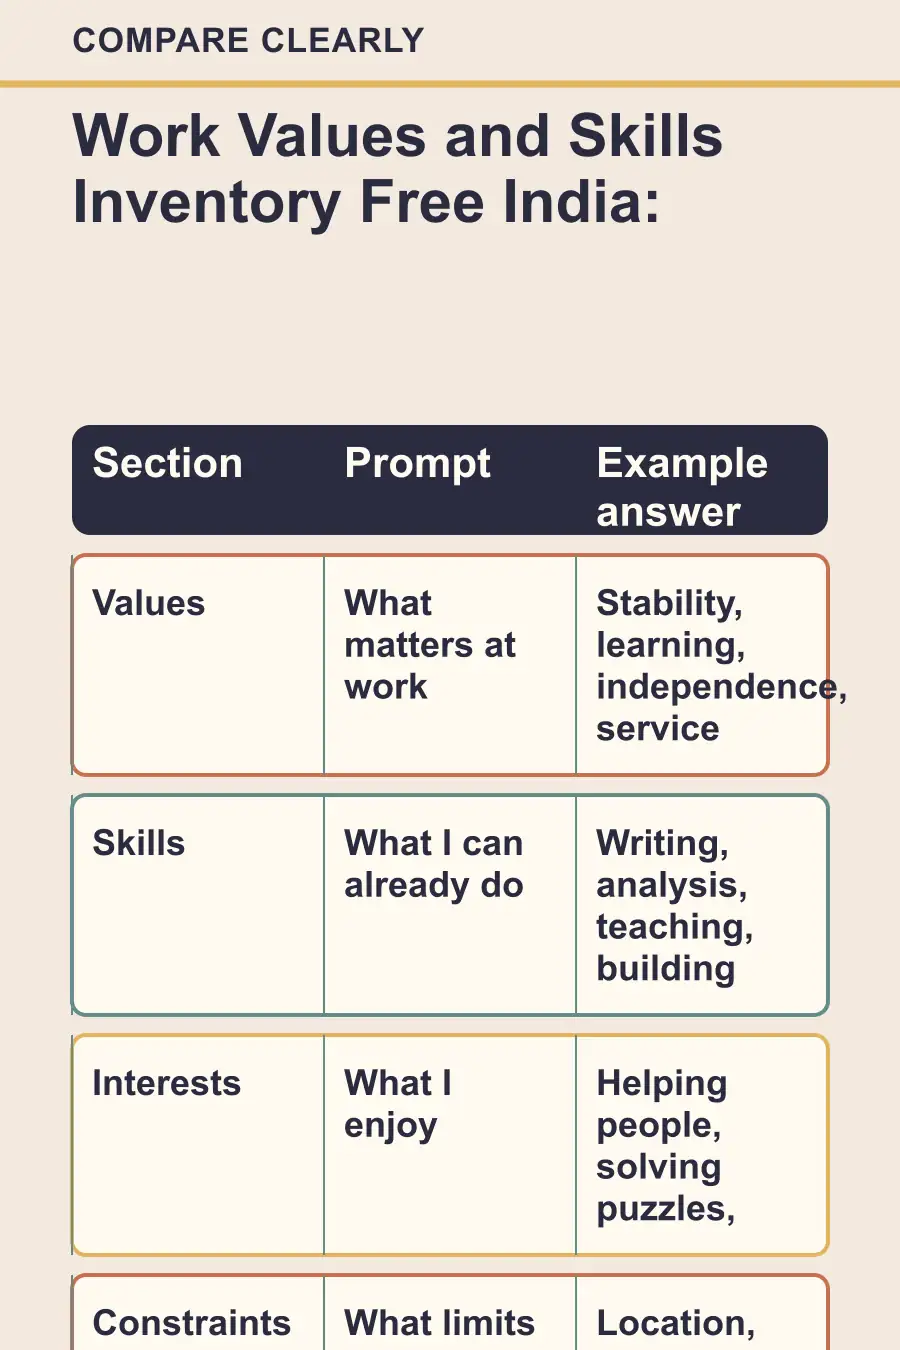 COMPARE CLEARLY
Work Values and Skills
Inventory Free India:
Section
Prompt
Example
answer
Values
What
matters at
work
Stability,
learning,
independence,
service
Skills
What I can
already do
Writing,
analysis,
teaching,
building
Interests
What I
enjoy
Helping
people,
solving
puzzles,
Constraints
What limits
Location,